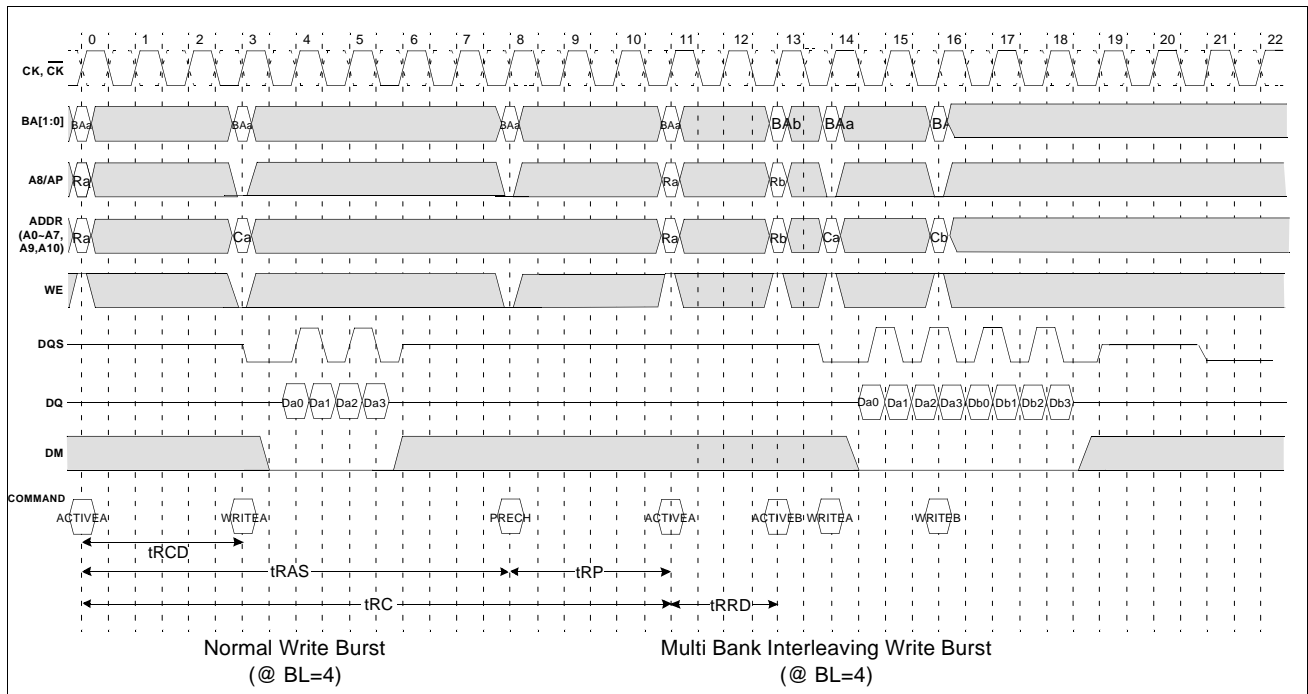 0 1 2 3 4 5 6 7 8 9 10 11 12 13 14 15 16 17 18 19 20 21 22
CK, CK
BA[1:0] BAa BAa BAa BAa BAb BAa BA
A8/AP Ra Ra Rb
ADDR
(A0~A7,
A9,A10)
Ra Ca Ra Rb Ca Cb
WE
DQS
DQ Da0 Da1 Da2 Da3 Da0 Da1 Da2 Da3 Db0 Db1 Db2 Db3
DM
COMMAND
ACTIVEA WRITEA PRECH ACTIVEA ACTIVEB WRITEA WRITEB
tRCD
tRAS tRP
tRC tRRD
Normal Write Burst Multi Bank Interleaving Write Burst
(@ BL=4) (@ BL=4)